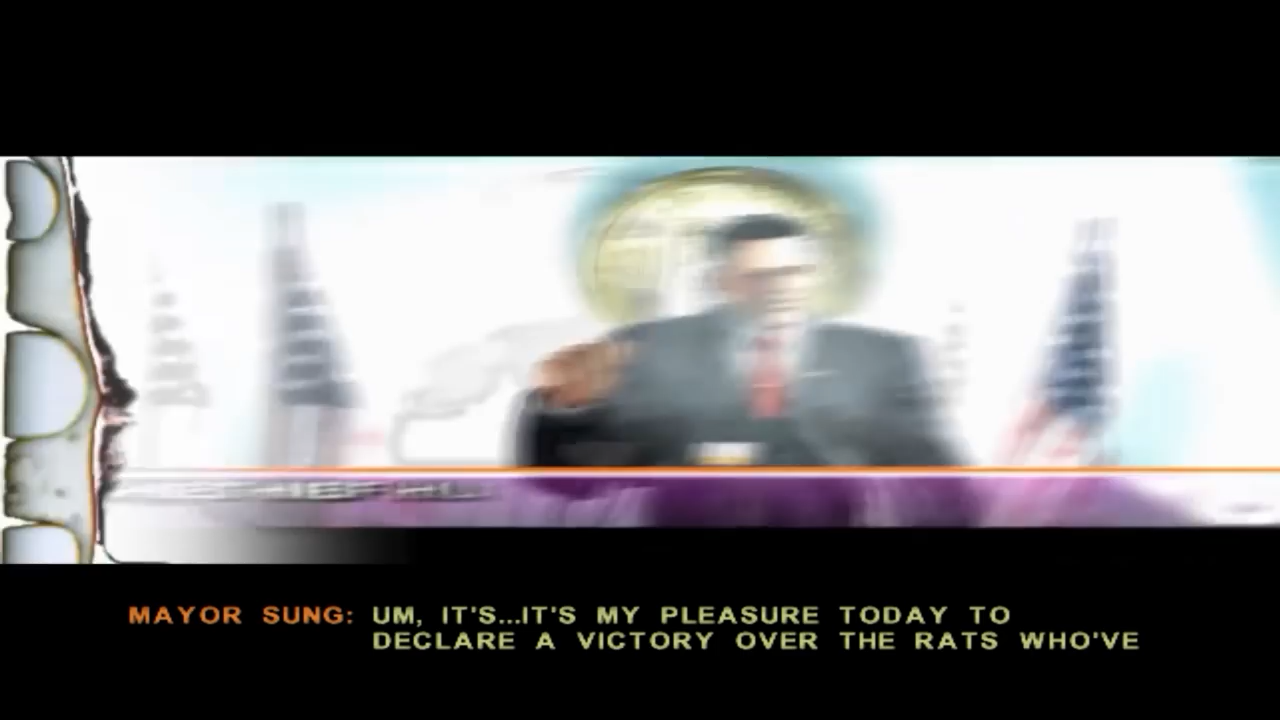 MAYOR SUNG: UM, IT'S...IT'S MY PLEASURE TODAY TO
DECLARE A VICTORY OVER THE RATS WHO'VE